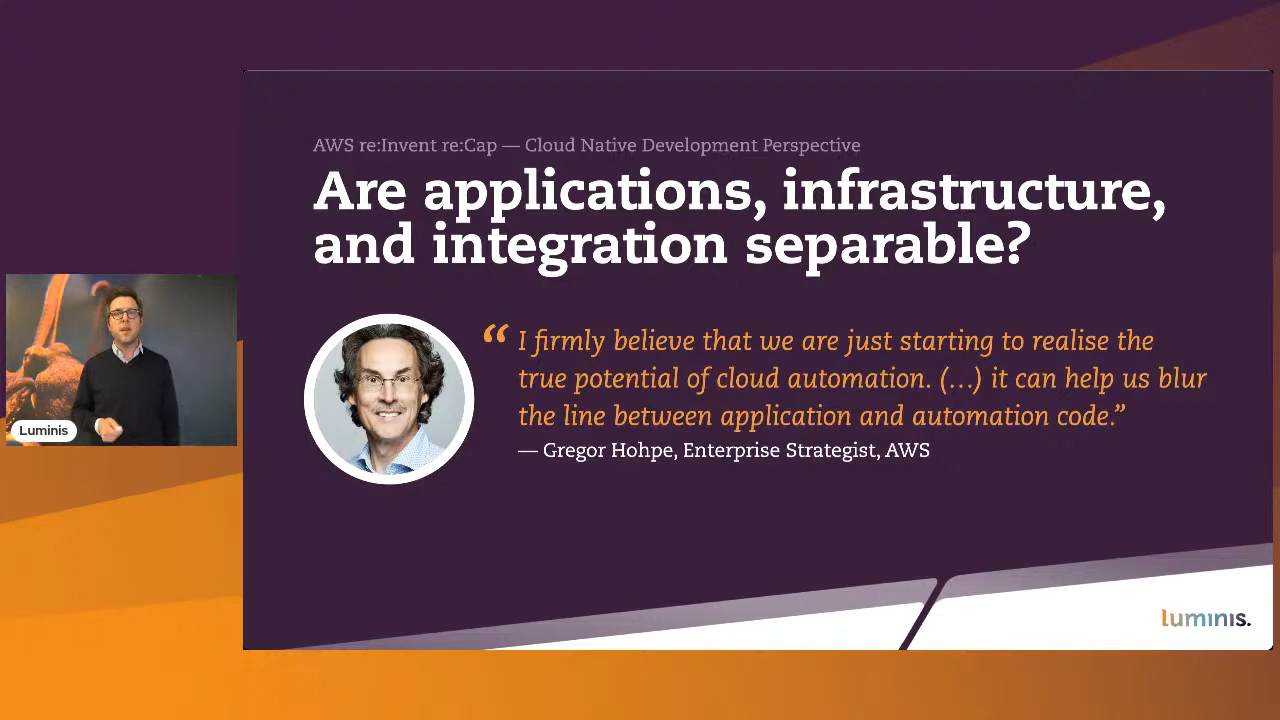 AWS re:Invent re:Cap — Cloud Native Development Perspective
Are applications, infrastructure,
and integration separable?
“ I firmly believe that we are just starting to realise the
true potential of cloud automation. (…) it can help us blur
the line between application and automation code.”
— Gregor Hohpe, Enterprise Strategist, AWS
Luminis
luminis.